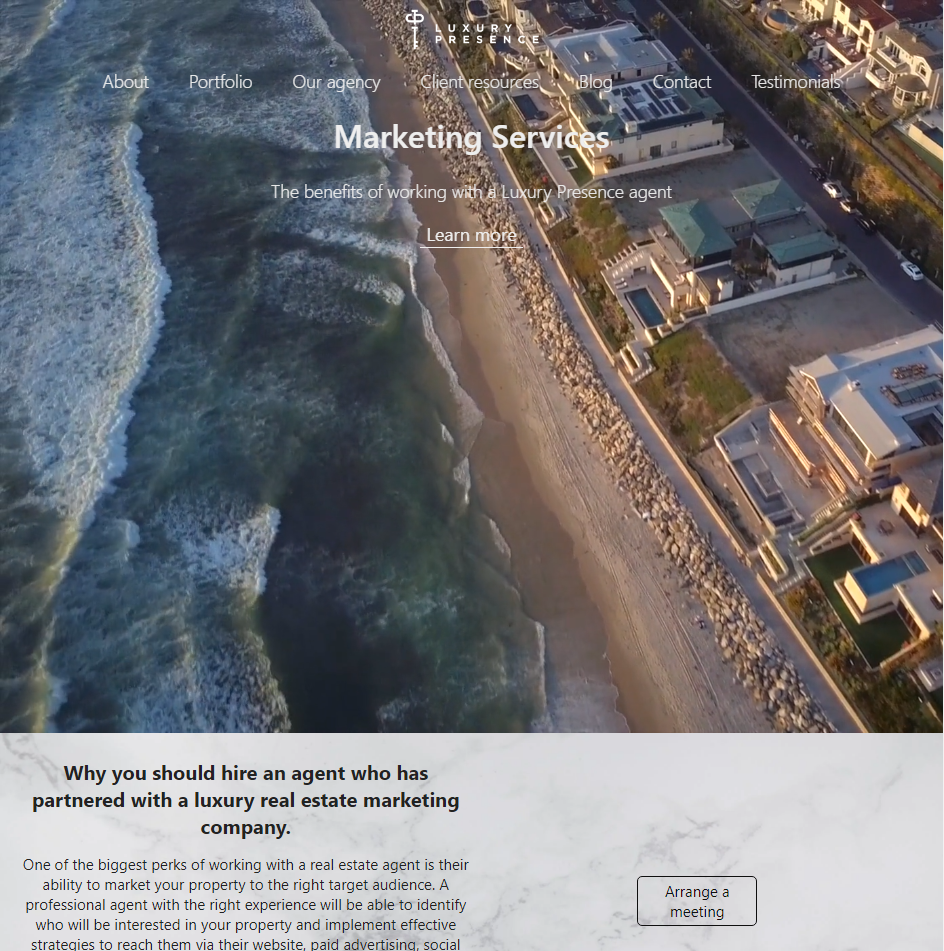 LUXURY
PRESENCE
About Portfolio Our agency Client resources Blog Contact Testimonials
Marketing Services
The benefits of working with a Luxury Presence agent
Learn more
Why you should hire an agent who has
partnered with a luxury real estate marketing
company.
One of the biggest perks of working with a real estate agent is their
ability to market your property to the right target audience. A
professional agent with the right experience will be able to identify
who will be interested in your property and implement effective
strategies to reach them via their website, paid advertising, social
Arrange a
meeting